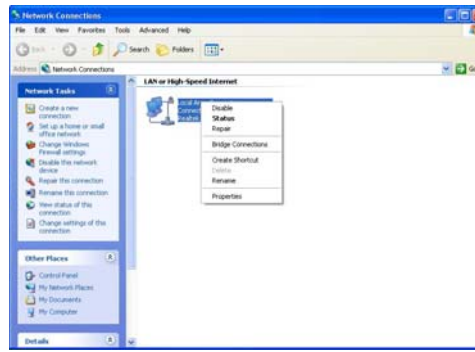 Network Connections
File Edit View Favorites Tools Advanced Help
Back Search Folders
Address Network Connections
LAN or High-Speed Internet
Network Tasks
Create a new
connection
Set up a home or small
office network
Change Windows
Firewall settings
Disable this network
device
Repair this connection
Rename this connection
View status of this
connection
Change settings of this
connection
Other Places
Control Panel
My Network Places
My Documents
My Computer
Details
Local Ar
Connect
Realtek
Disable
Status
Repair
Bridge Connections
Create Shortcut
Delete
Rename
Properties